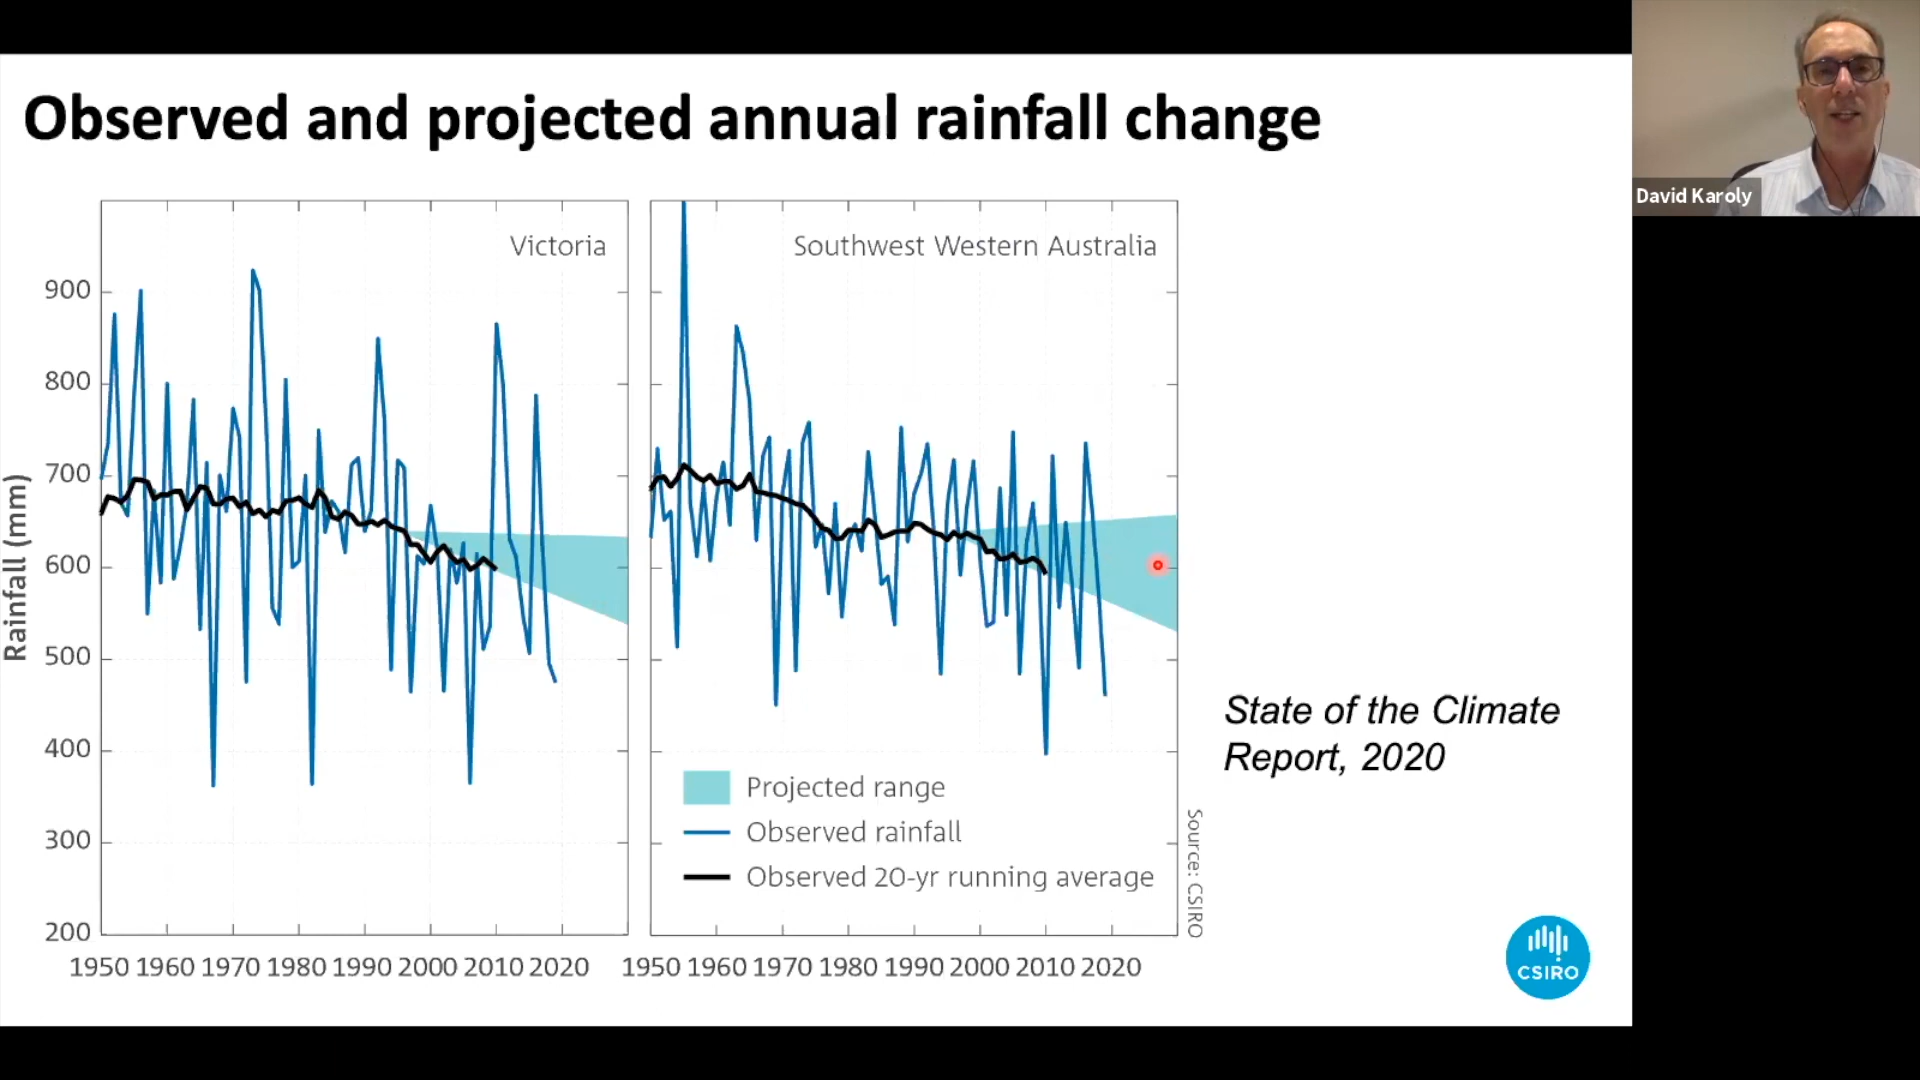 Observed and projected annual rainfall change
David Karoly
Victoria
Southwest Western Australia
Rainfall (mm)
900
800
700
600
500
400
300
200
1950 1960 1970 1980 1990 2000 2010 2020
1950 1960 1970 1980 1990 2000 2010 2020
Projected range
Observed rainfall
Observed 20-yr running average
Source: CSIRO
State of the Climate
Report, 2020
CSIRO